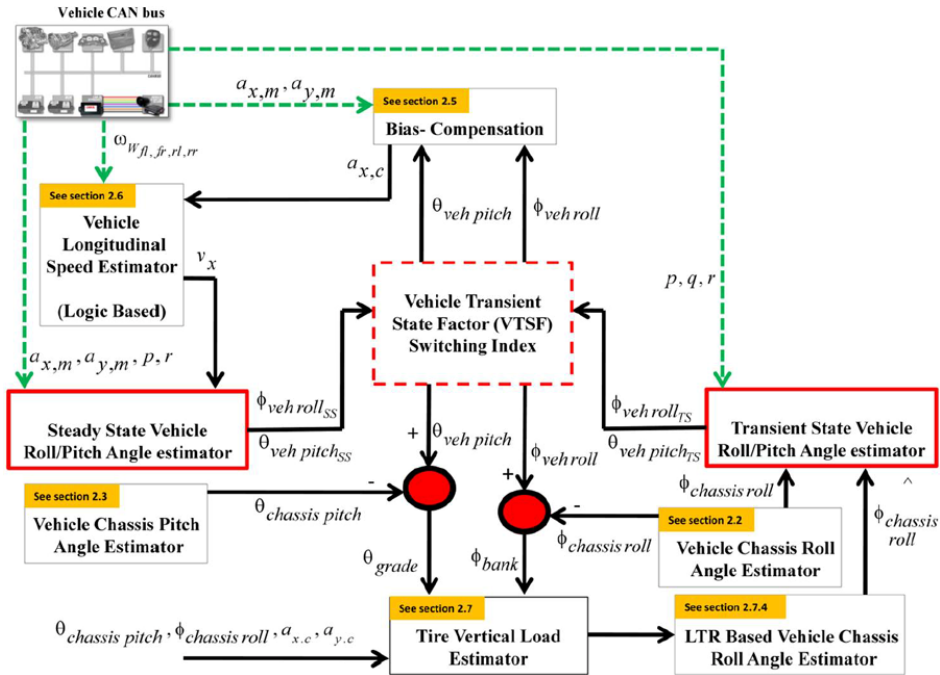 Vehicle CAN bus
a_{x,m}, a_{y,m}
See section 2.5
Bias- Compensation
ω_{W_{fl, fr, rl, rr}}
a_{x,c}
See section 2.6
Vehicle
Longitudinal
Speed Estimator
(Logic Based)
v_x
θ_{veh pitch}
ϕ_{veh roll}
p, q, r
Vehicle Transient
State Factor (VTSF)
Switching Index
a_{x,m}, a_{y,m}, p, r
Steady State Vehicle
Roll/Pitch Angle estimator
ϕ_{veh roll_{SS}}
θ_{veh pitch_{SS}}
ϕ_{veh roll_{TS}}
θ_{veh pitch_{TS}}
Transient State Vehicle
Roll/Pitch Angle estimator
+
θ_{veh pitch}
+
ϕ_{veh roll}
See section 2.3
Vehicle Chassis Pitch
Angle Estimator
-
θ_{chassis pitch}
-
ϕ_{chassis roll}
See section 2.2
Vehicle Chassis Roll
Angle Estimator
ϕ_{chassis roll}
^
ϕ_{chassis
roll}
θ_{grade}
ϕ_{bank}
θ_{chassis pitch}, ϕ_{chassis roll}, a_{x.c}, a_{y.c}
See section 2.7
Tire Vertical Load
Estimator
See section 2.7.4
LTR Based Vehicle Chassis
Roll Angle Estimator